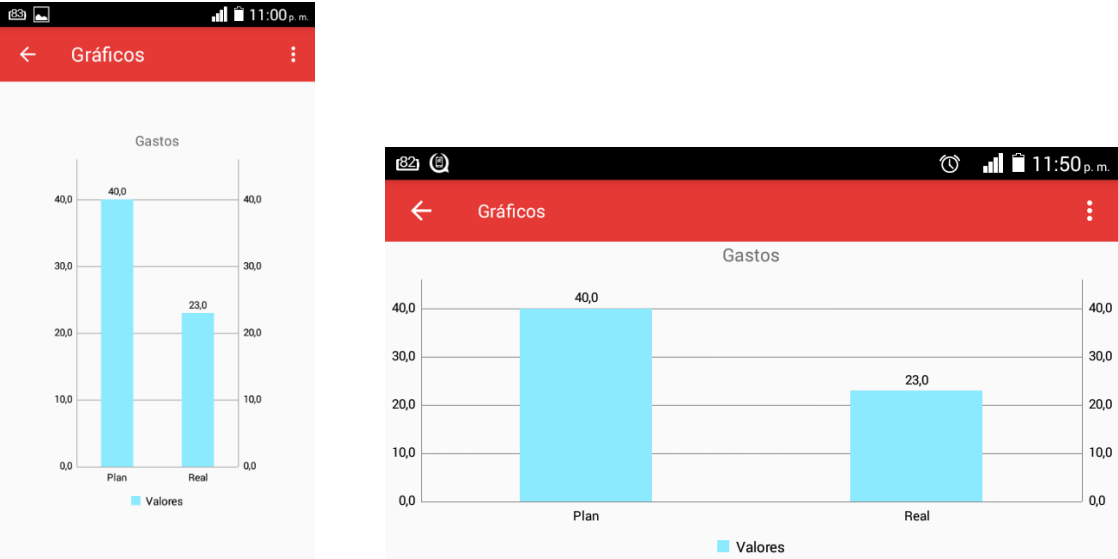 83 11:00 p. m.
Gráficos
Gastos
40,0
40,0 40,0
30,0 30,0
23,0
20,0 20,0
10,0 10,0
0,0 0,0
Plan Real
Valores
82 11:50 p. m.
Gráficos
Gastos
40,0
40,0 40,0
30,0 30,0
23,0
20,0 20,0
10,0 10,0
0,0 0,0
Plan Real
Valores